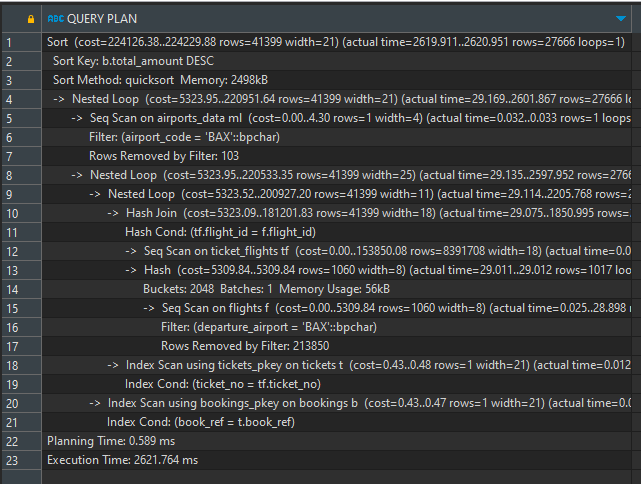 ABC QUERY PLAN
1 Sort (cost=224126.38..224229.88 rows=41399 width=21) (actual time=2619.911..2620.951 rows=27666 loops=1)
2 Sort Key: b.total_amount DESC
3 Sort Method: quicksort Memory: 2498kB
4 -> Nested Loop (cost=5323.95..220951.64 rows=41399 width=21) (actual time=29.169..2601.867 rows=27666 lo
5 -> Seq Scan on airports_data ml (cost=0.00..4.30 rows=1 width=4) (actual time=0.032..0.033 rows=1 loops
6 Filter: (airport_code = 'BAX'::bpchar)
7 Rows Removed by Filter: 103
8 -> Nested Loop (cost=5323.95..220533.35 rows=41399 width=25) (actual time=29.135..2597.952 rows=2766
9 -> Nested Loop (cost=5323.52..200927.20 rows=41399 width=11) (actual time=29.114..2205.768 rows=2
10 -> Hash Join (cost=5323.09..181201.83 rows=41399 width=18) (actual time=29.075..1850.995 rows=
11 Hash Cond: (tf.flight_id = f.flight_id)
12 -> Seq Scan on ticket_flights tf (cost=0.00..153850.08 rows=8391708 width=18) (actual time=0.0
13 -> Hash (cost=5309.84..5309.84 rows=1060 width=8) (actual time=29.011..29.012 rows=1017 loo
14 Buckets: 2048 Batches: 1 Memory Usage: 56kB
15 -> Seq Scan on flights f (cost=0.00..5309.84 rows=1060 width=8) (actual time=0.025..28.898 r
16 Filter: (departure_airport = 'BAX'::bpchar)
17 Rows Removed by Filter: 213850
18 -> Index Scan using tickets_pkey on tickets t (cost=0.43..0.48 rows=1 width=21) (actual time=0.012
19 Index Cond: (ticket_no = tf.ticket_no)
20 -> Index Scan using bookings_pkey on bookings b (cost=0.43..0.47 rows=1 width=21) (actual time=0.0
21 Index Cond: (book_ref = t.book_ref)
22 Planning Time: 0.589 ms
23 Execution Time: 2621.764 ms